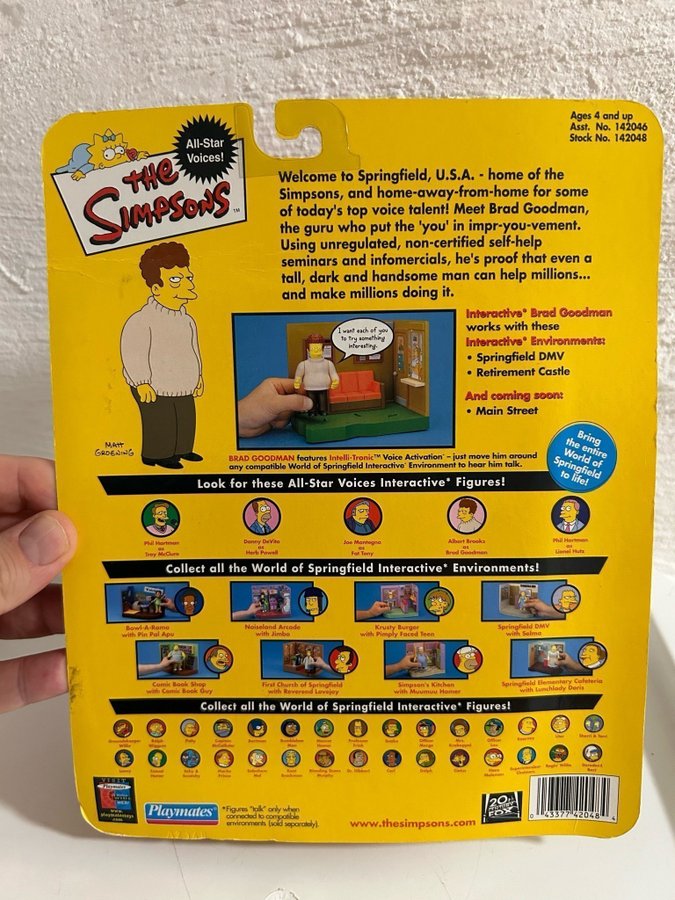 Ages 4 and up
Asst. No. 142046
Stock No. 142048
All-Star
Voices!
THE
SIMPSONS™
Welcome to Springfield, U.S.A. - home of the
Simpsons, and home-away-from-home for some
of today's top voice talent! Meet Brad Goodman,
the guru who put the 'you' in impr-you-vement.
Using unregulated, non-certified self-help
seminars and infomercials, he's proof that even a
tall, dark and handsome man can help millions...
and make millions doing it.
MATT
GROENING
I want each of you
to try something
interesting.
Interactive* Brad Goodman
works with these
Interactive* Environments:
• Springfield DMV
• Retirement Castle
And coming soon:
• Main Street
BRAD GOODMAN features Intelli-Tronic™ Voice Activation* – just move him around
any compatible World of Springfield Interactive* Environment to hear him talk.
Bring
the entire
World of
Springfield
to life!
Look for these All-Star Voices Interactive* Figures!
Phil Hartman
as
Troy McClure
Danny DeVito
as
Herb Powell
Joe Mantegna
as
Fat Tony
Albert Brooks
as
Brad Goodman
Phil Hartman
as
Lionel Hutz
Collect all the World of Springfield Interactive* Environments!
Bowl-A-Rama
with Pin Pal Apu
Noiseland Arcade
with Jimbo
Krusty Burger
with Pimply Faced Teen
Springfield DMV
with Selma
Comic Book Shop
with Comic Book Guy
First Church of Springfield
with Reverend Lovejoy
Simpson's Kitchen
with Muumuu Homer
Springfield Elementary Cafeteria
with Lunchlady Doris
Collect all the World of Springfield Interactive* Figures!
VISIT
Playmates
www.
playmatestoys
.com
Playmates®
*Figures "talk" only when
connected to compatible
environments (sold separately).
www.thesimpsons.com
20th
CENTURY
FOX
0 43377 42048 4